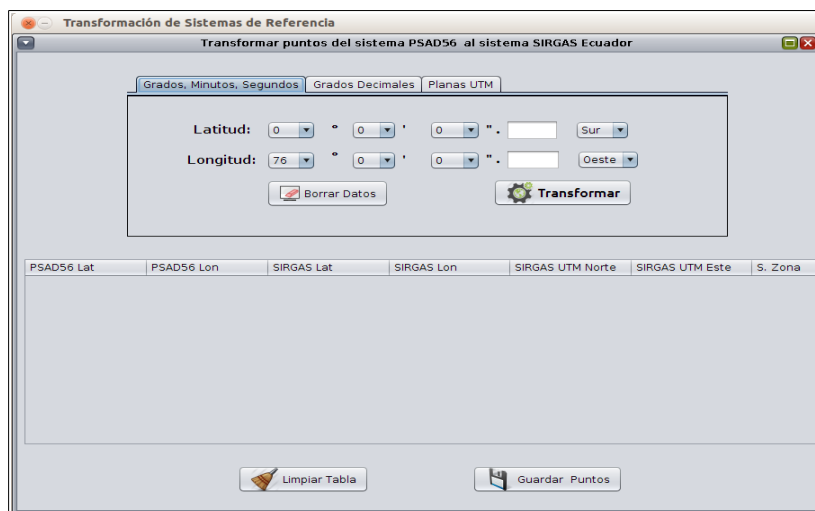 Transformación de Sistemas de Referencia
Transformar puntos del sistema PSAD56 al sistema SIRGAS Ecuador
Grados, Minutos, Segundos Grados Decimales Planas UTM
Latitud: 0 ° 0 ' 0 ". Sur
Longitud: 76 ° 0 ' 0 ". Oeste
Borrar Datos Transformar
PSAD56 Lat PSAD56 Lon SIRGAS Lat SIRGAS Lon SIRGAS UTM Norte SIRGAS UTM Este S. Zona
Limpiar Tabla Guardar Puntos